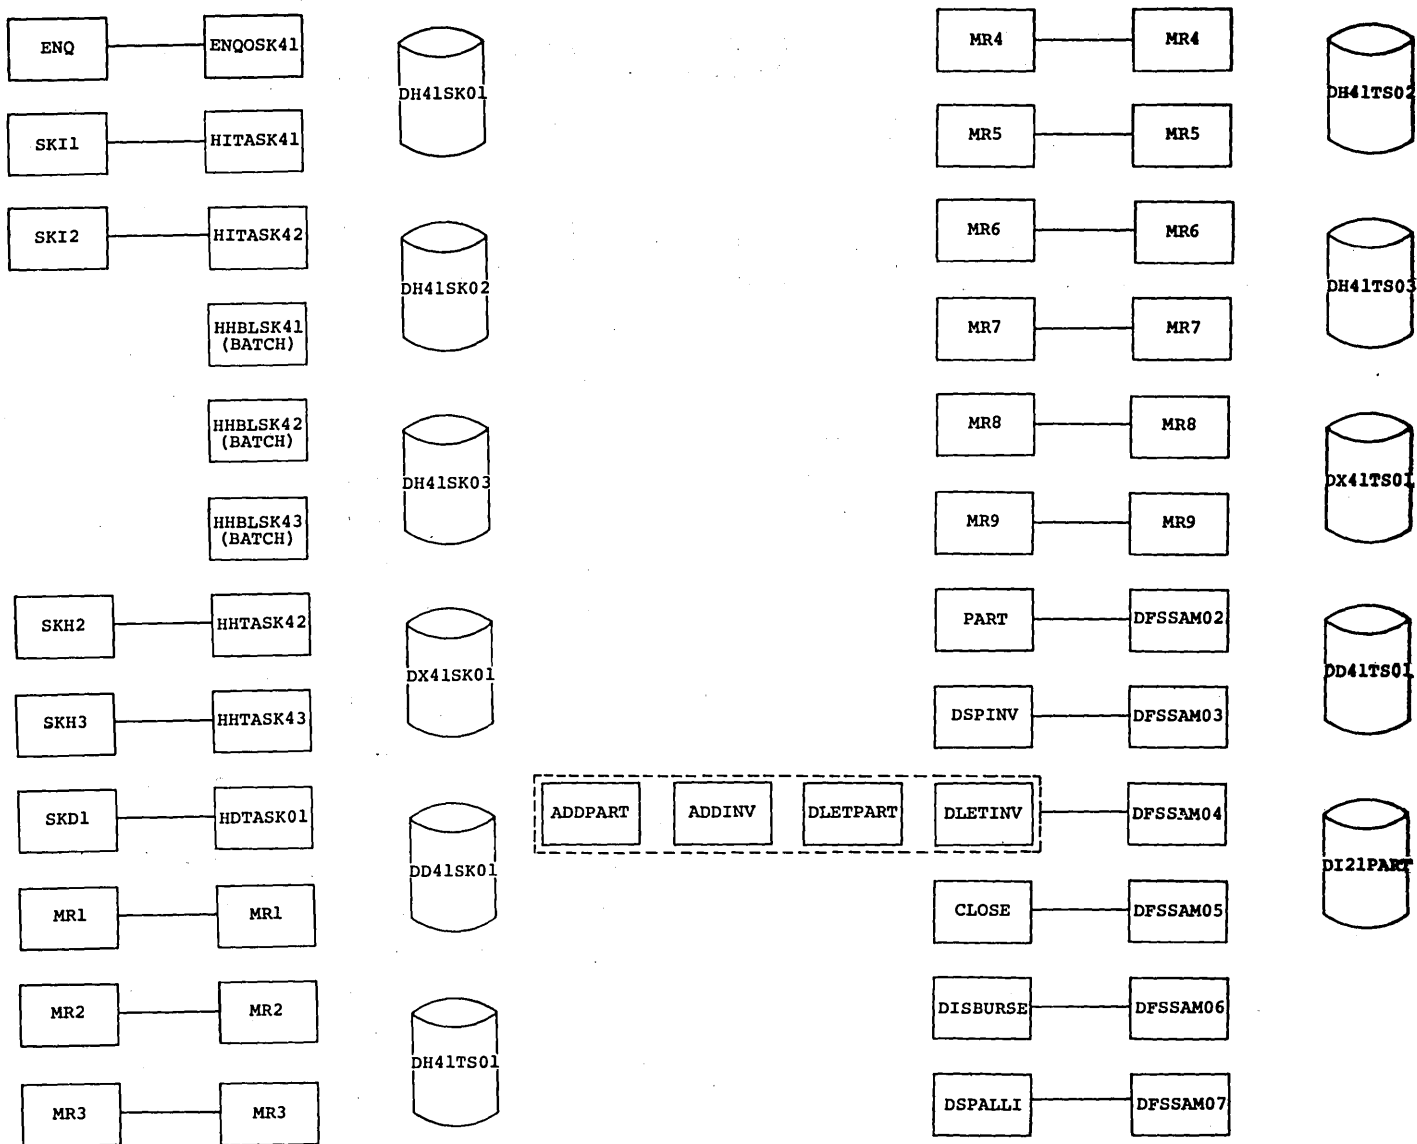 ENQ
ENQOSK41
SKI1
HITASK41
SKI2
HITASK42
HHBLSK41
(BATCH)
HHBLSK42
(BATCH)
HHBLSK43
(BATCH)
SKH2
HHTASK42
SKH3
HHTASK43
SKD1
HDTASK01
MR1
MR1
MR2
MR2
MR3
MR3
DH41SK01
DH41SK02
DH41SK03
DX41SK01
DD41SK01
DH41TS01
MR4
MR4
MR5
MR5
MR6
MR6
MR7
MR7
MR8
MR8
MR9
MR9
PART
DFSSAM02
DSPINV
DFSSAM03
ADDPART
ADDINV
DLETPART
DLETINV
DFSSAM04
CLOSE
DFSSAM05
DISBURSE
DFSSAM06
DSPALLI
DFSSAM07
DH41TS02
DH41TS03
DX41TS01
DD41TS01
DI21PART